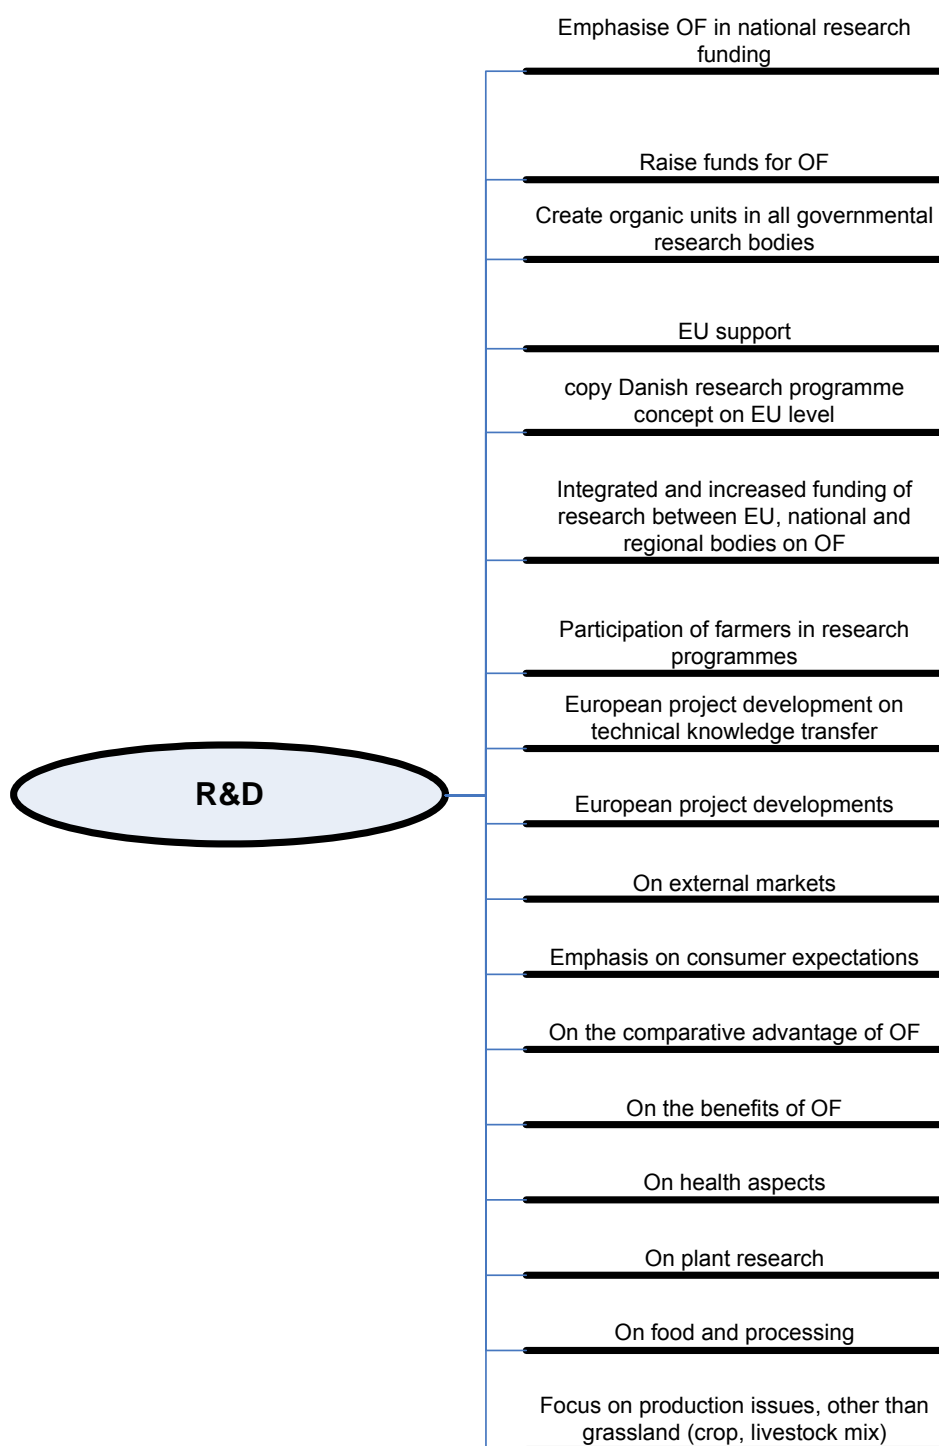 Emphasise OF in national research
funding
Raise funds for OF
Create organic units in all governmental
research bodies
EU support
copy Danish research programme
concept on EU level
Integrated and increased funding of
research between EU, national and
regional bodies on OF
Participation of farmers in research
programmes
European project development on
technical knowledge transfer
R&D
European project developments
On external markets
Emphasis on consumer expectations
On the comparative advantage of OF
On the benefits of OF
On health aspects
On plant research
On food and processing
Focus on production issues, other than
grassland (crop, livestock mix)